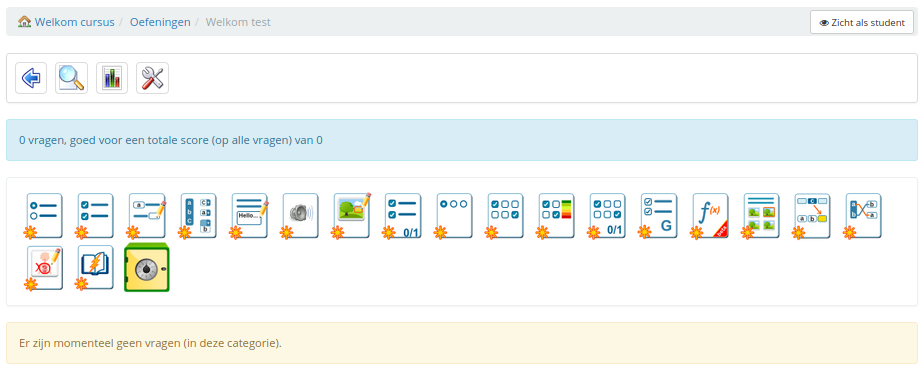 Welkom cursus / Oefeningen / Welkom test
Zicht als student
0 vragen, goed voor een totale score (op alle vragen) van 0
a
c b
a a
b
c b
Hello...
0/1
0/1
G
f(x)
c
a b
a b
b a
Er zijn momenteel geen vragen (in deze categorie).